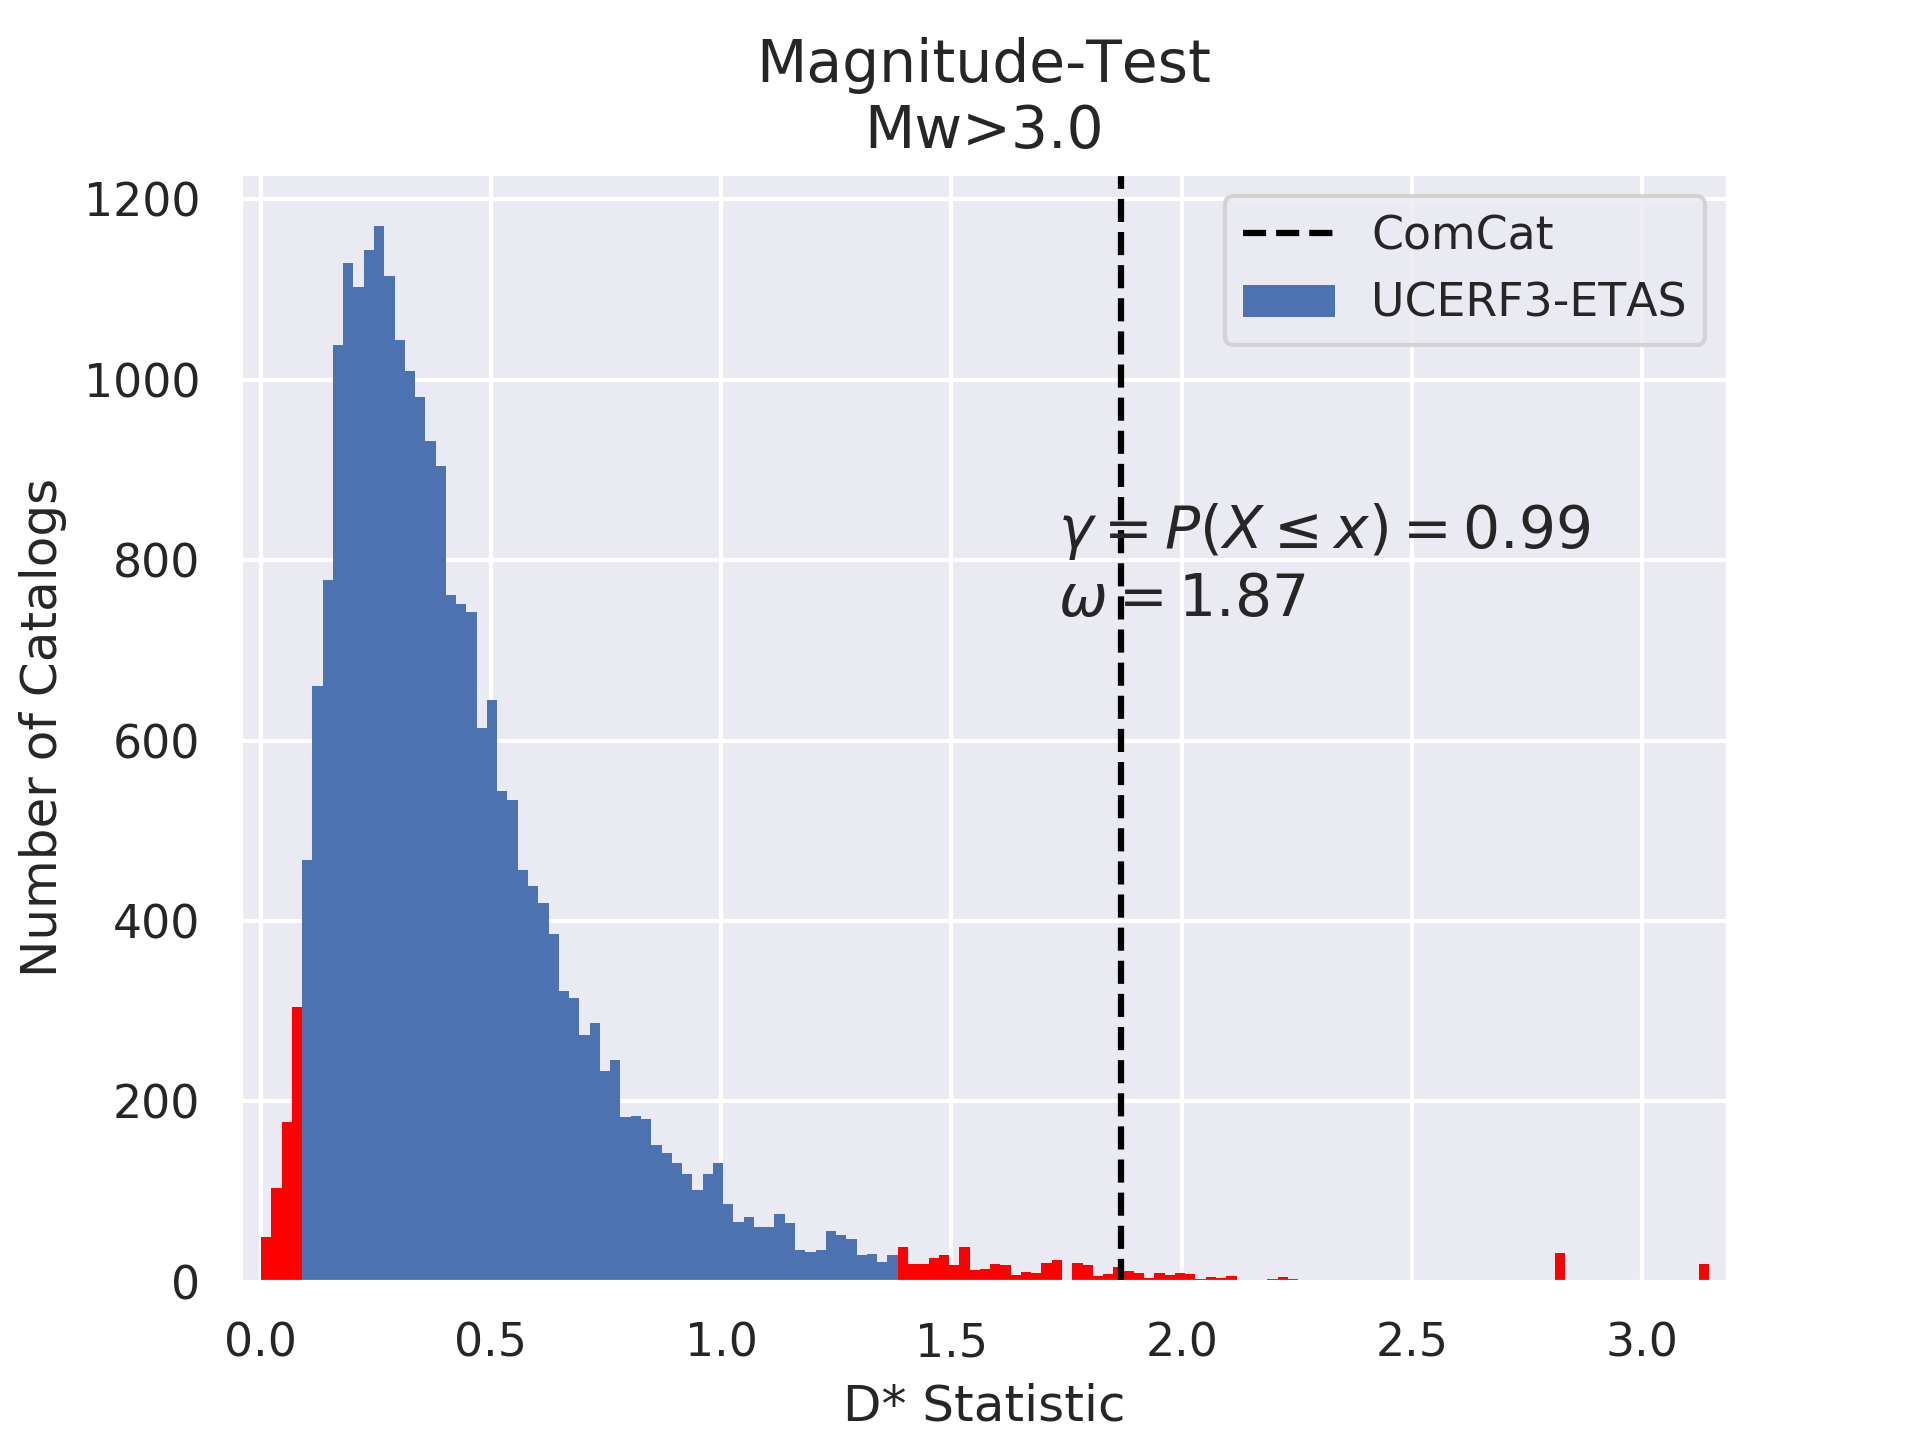 Magnitude-Test
Mw>3.0
1200
1000
800
600
400
200
0
Number of Catalogs
ComCat
UCERF3-ETAS
γ = P(X ≤ x) = 0.99
ω = 1.87
0.0 0.5 1.0 1.5 2.0 2.5 3.0
D* Statistic